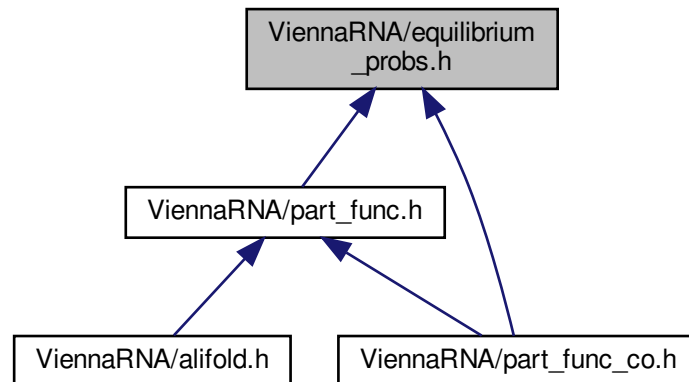 ViennaRNA/equilibrium
_probs.h
ViennaRNA/part_func.h
ViennaRNA/alifold.h
ViennaRNA/part_func_co.h